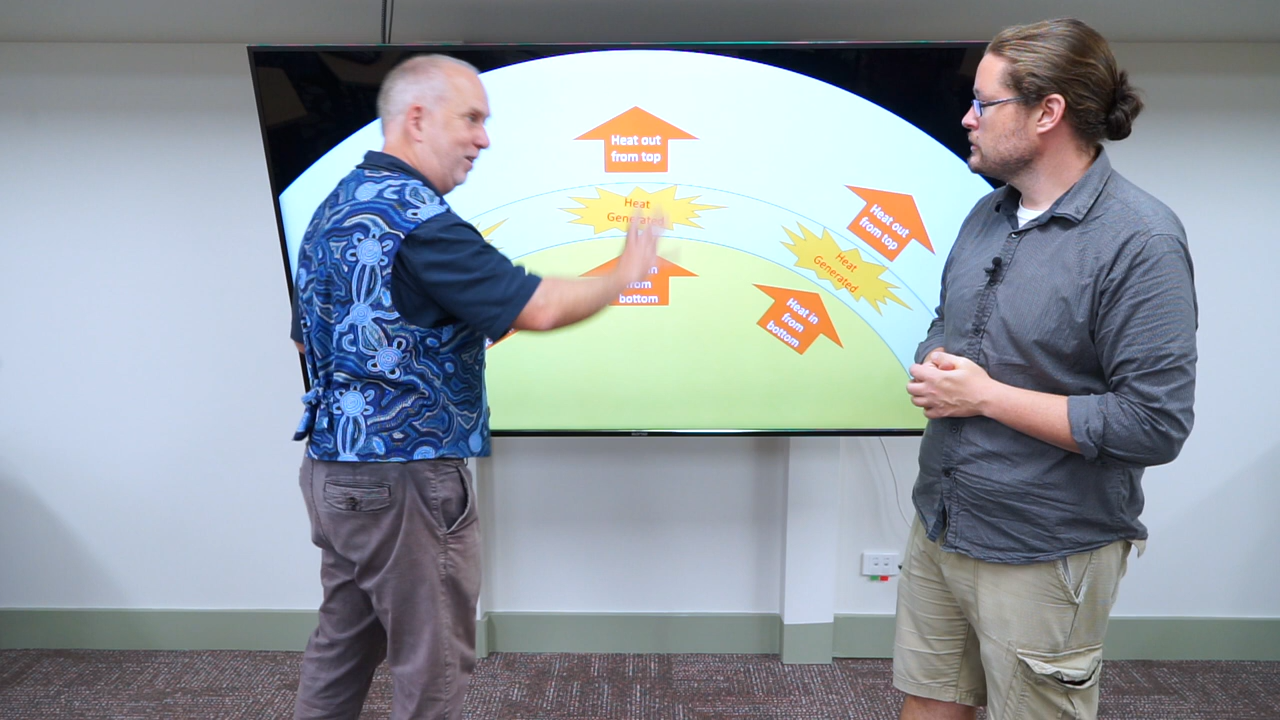 Heat out
from top
Heat
Generated
from
bottom
Heat out
from top
Heat
Generated
Heat in
from
bottom